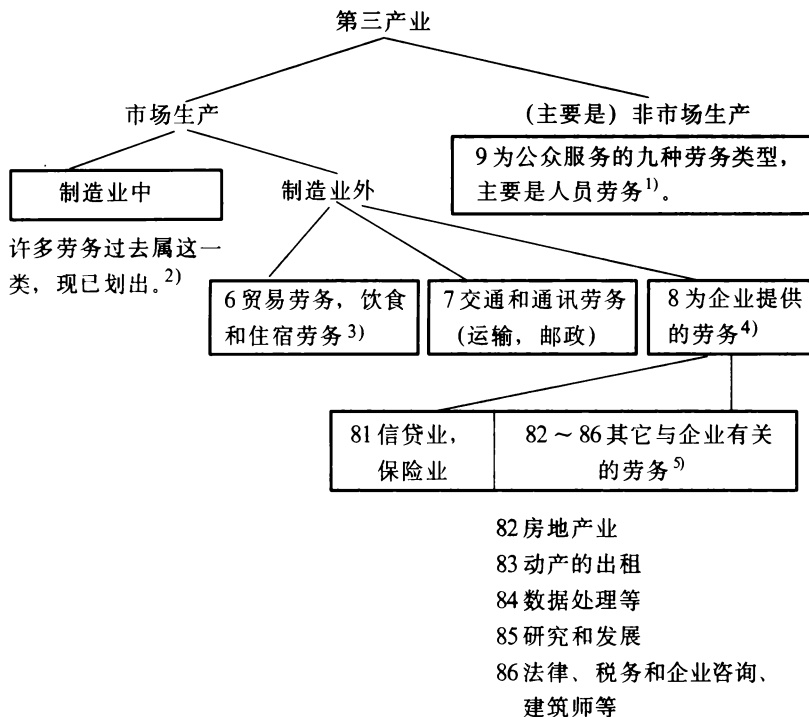 第三产业
市场生产
(主要是) 非市场生产
9 为公众服务的九种劳务类型,
主要是人员劳务1)。
制造业中
制造业外
许多劳务过去属这一
类, 现已划出。2)
6 贸易劳务, 饮食
和住宿劳务3)
7 交通和通讯劳务
(运输, 邮政)
8 为企业提供
的劳务4)
81 信贷业,
保险业
82～86 其它与企业有关
的劳务5)
82 房地产业
83 动产的出租
84 数据处理等
85 研究和发展
86 法律、税务和企业咨询、
建筑师等